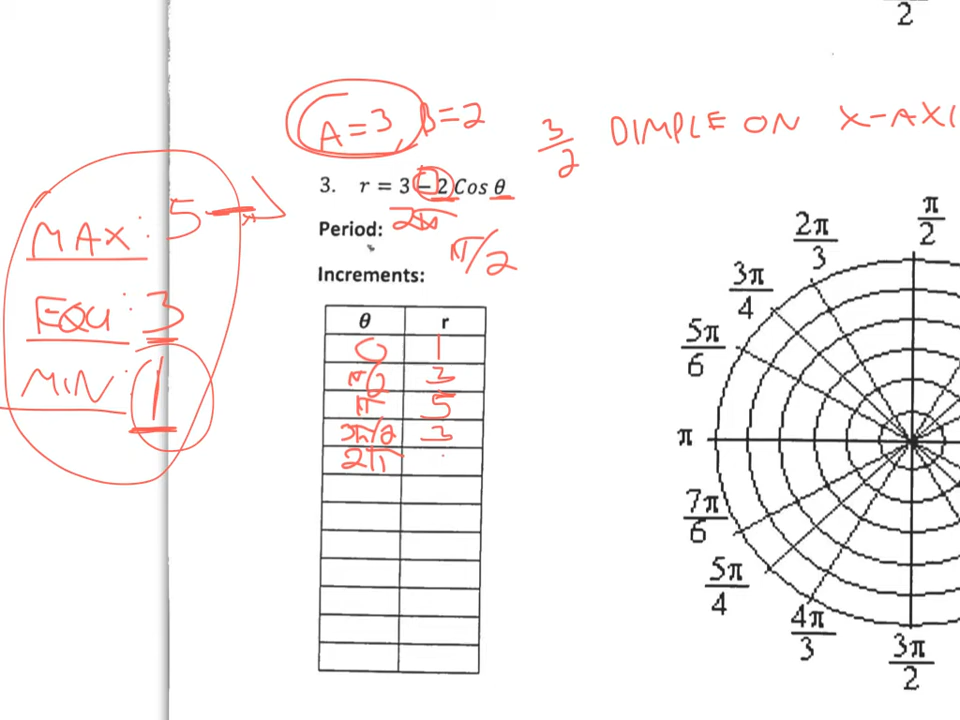 π/2
A=3, B=2
3/2 DIMPLE ON X-AXI
3. r = 3 − 2 Cos θ
Period: 2π
π/2
Increments:
MAX: 5
EQU: 3
MIN: 1
θ r
0 1
π/2 3
π 5
3π/2 3
2π
π/2
2π/3
3π/4
5π/6
π
7π/6
5π/4
4π/3
3π/2